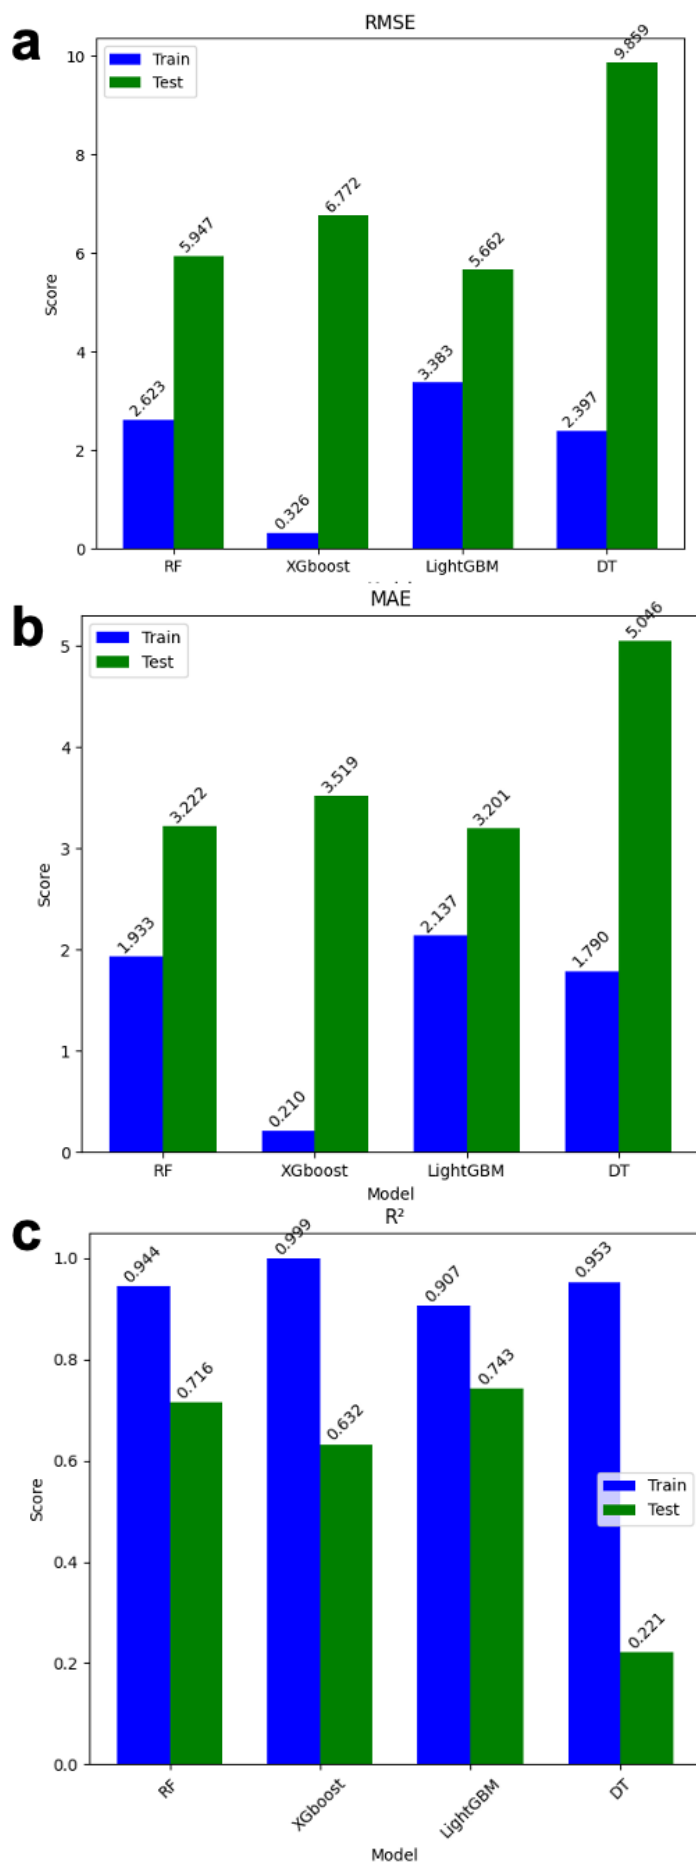 a
RMSE
Train
Test
10
8
6
4
2
0
Score
2.623
5.947
0.326
6.772
3.383
5.662
2.397
9.859
RF XGboost LightGBM DT
b
MAE
Train
Test
5
4
3
2
1
0
Score
1.933
3.222
0.210
3.519
2.137
3.201
1.790
5.046
RF XGboost LightGBM DT
Model
c
R²
1.0
0.8
0.6
0.4
0.2
0.0
Score
0.944
0.716
0.999
0.632
0.907
0.743
0.953
0.221
Train
Test
RF XGboost LightGBM DT
Model